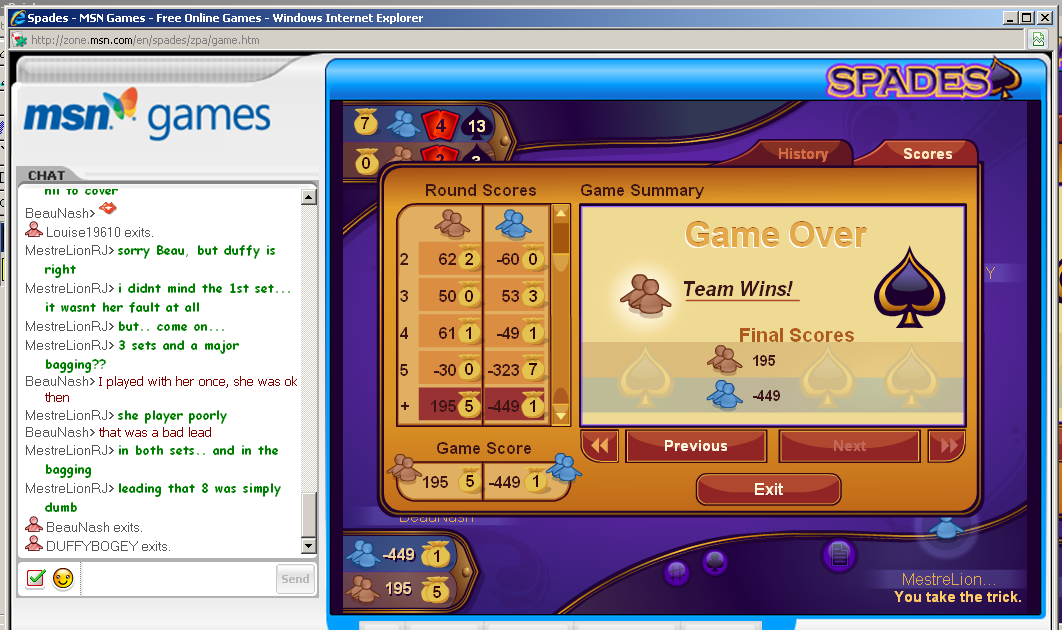 Spades - MSN Games - Free Online Games - Windows Internet Explorer
http://zone.msn.com/en/spades/zpa/game.htm
msn games
CHAT
nil to cover
BeauNash>
Louise19610 exits.
MestreLionRJ> sorry Beau, but duffy is
right
MestreLionRJ> i didnt mind the 1st set...
it wasnt her fault at all
MestreLionRJ> but.. come on...
MestreLionRJ> 3 sets and a major
bagging??
BeauNash> I played with her once, she was ok
then
MestreLionRJ> she player poorly
BeauNash> that was a bad lead
MestreLionRJ> in both sets.. and in the
bagging
MestreLionRJ> leading that 8 was simply
dumb
BeauNash exits.
DUFFYBOGEY exits.
Send
SPADES
7 4 13
0 2 3
History Scores
Round Scores
2 62 2 -60 0
3 50 0 53 3
4 61 1 -49 1
5 -30 0 -323 7
+ 195 5 -449 1
Game Score
195 5 -449 1
Game Summary
Game Over
Team Wins!
Final Scores
195
-449
Previous Next
Exit
Y
BeauNash
-449 1
195 5
MestreLion...
You take the trick.